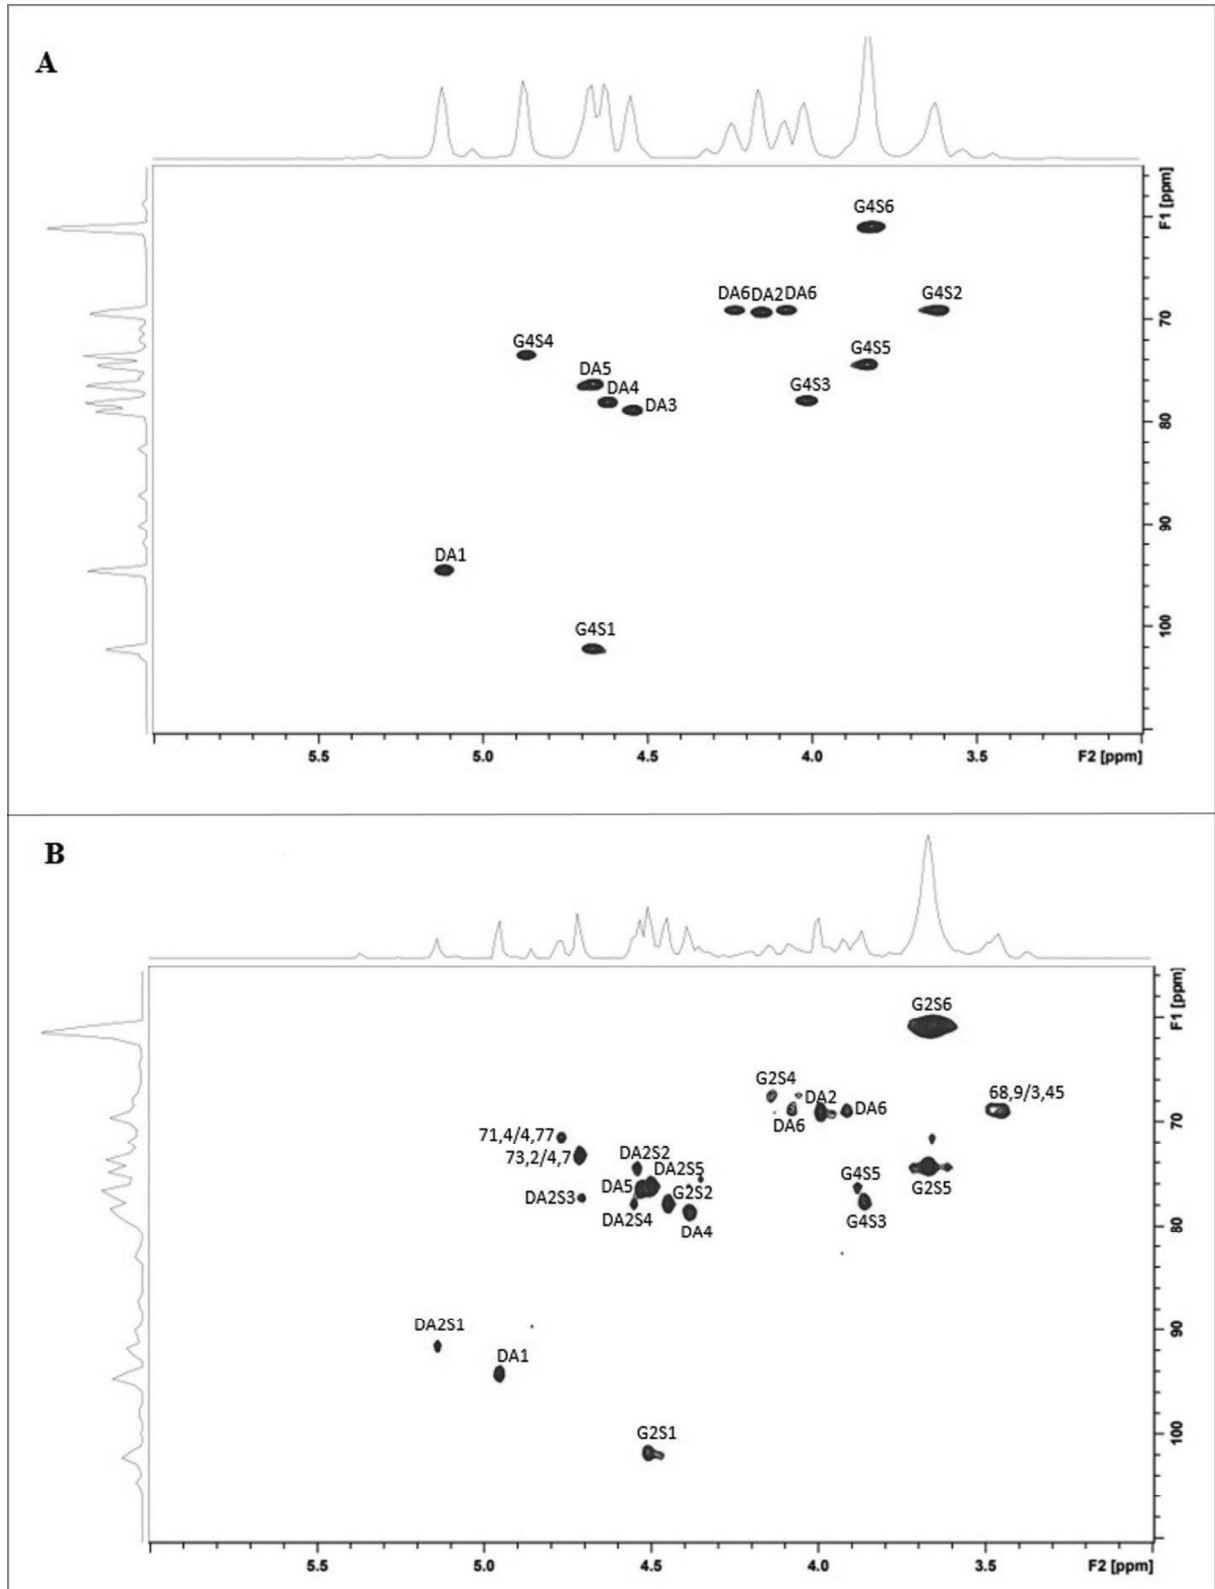 A
G4S6
F1 [ppm]
DA6 DA2 DA6 G4S2
70
G4S4 G4S5
DA5
DA4 G4S3
DA3
80
90
DA1
G4S1
100
5.5 5.0 4.5 4.0 3.5 F2 [ppm]
B
G2S6
F1 [ppm]
G2S4
DA2 DA6 68,9/3,45
DA6
70
71,4/4,77
73,2/4,7
DA2S2
DA2S5
DA5 G4S5 G2S5
DA2S3 G2S2
DA2S4 DA4 G4S3
80
DA2S1
90
DA1
G2S1
100
5.5 5.0 4.5 4.0 3.5 F2 [ppm]